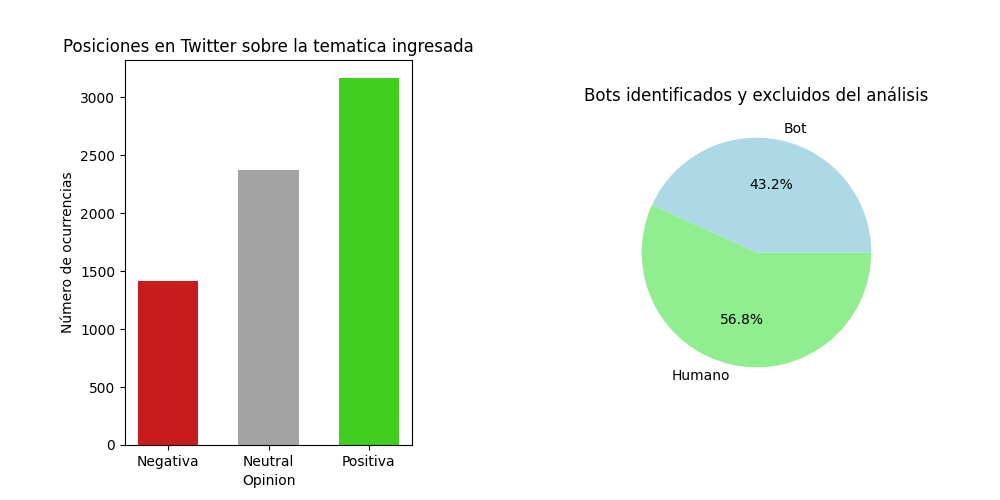 Posiciones en Twitter sobre la tematica ingresada
Número de ocurrencias
3000
2500
2000
1500
1000
500
0
Negativa
Neutral
Positiva
Opinion
Bots identificados y excluidos del análisis
Bot
43.2%
56.8%
Humano